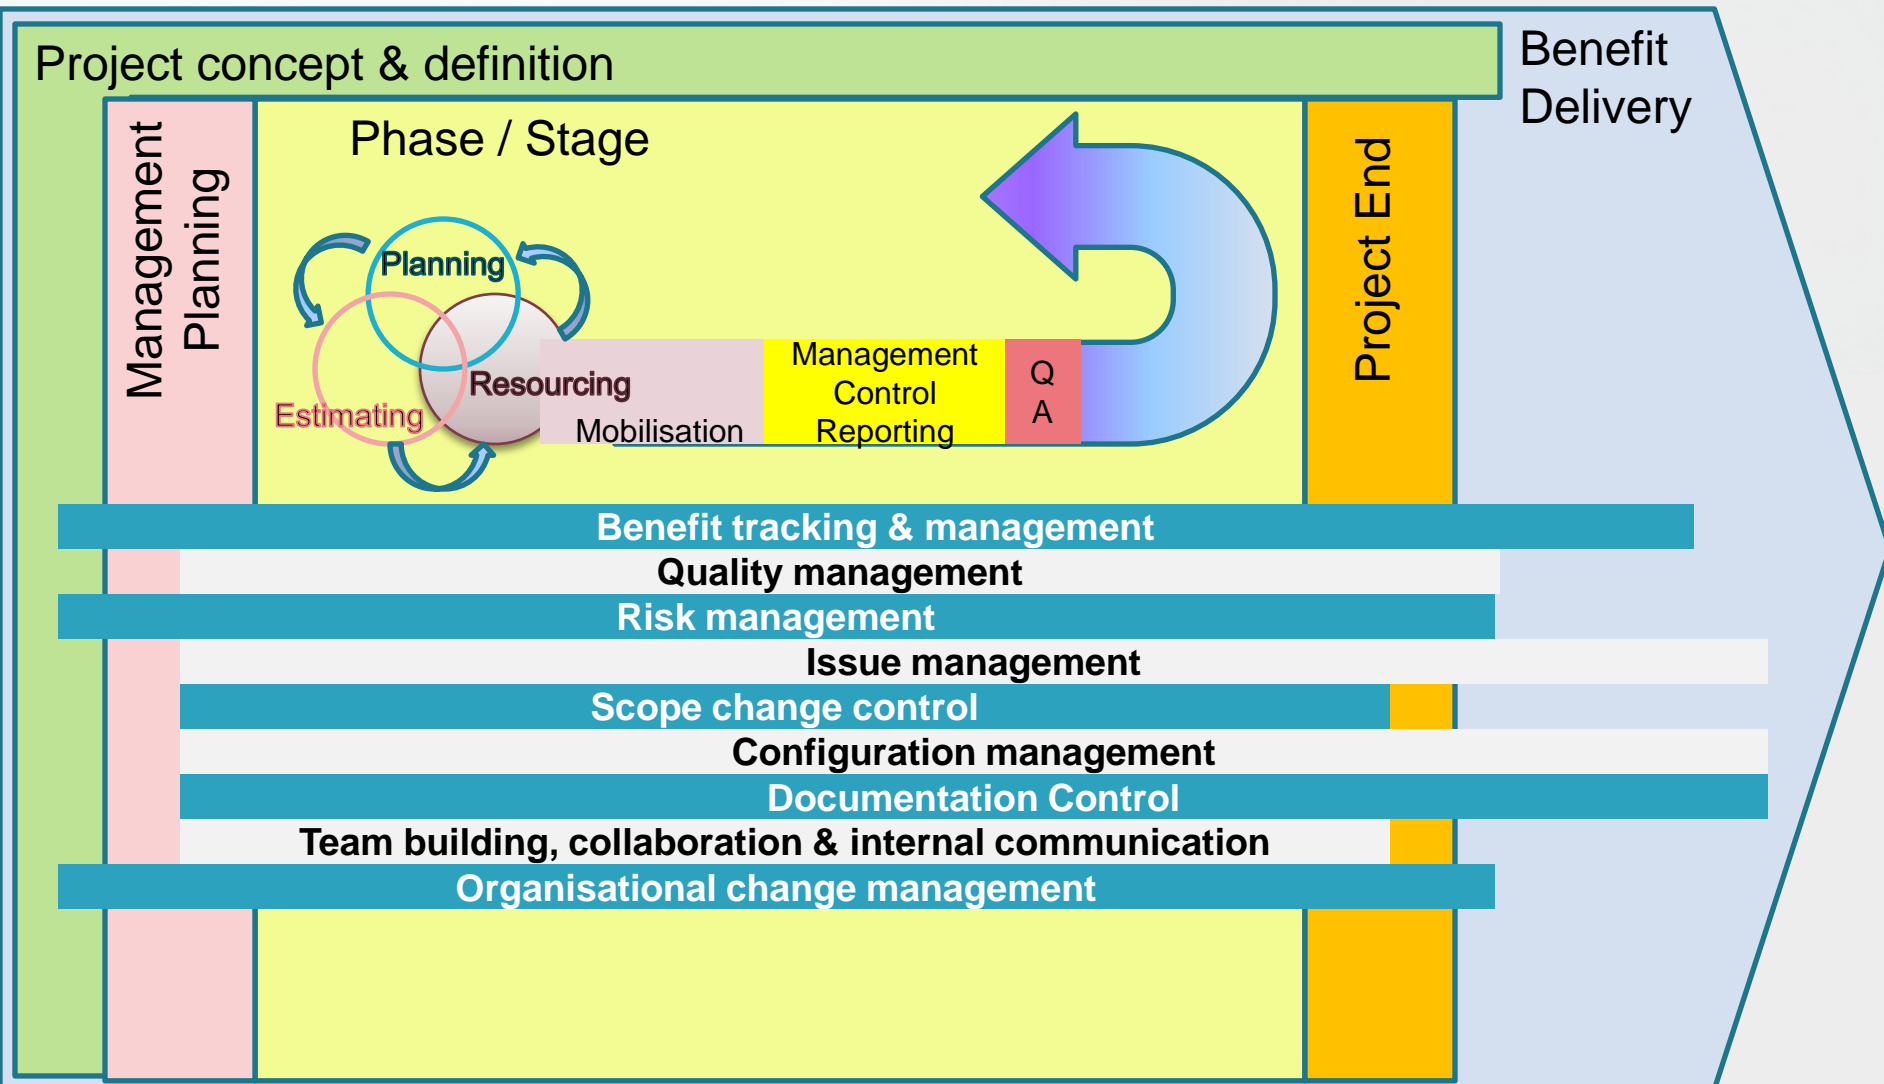 Project concept & definition
Benefit
Delivery
Management
Planning
Phase / Stage
Project End
Planning
Estimating
Resourcing
Mobilisation
Management
Control
Reporting
Q
A
Benefit tracking & management
Quality management
Risk management
Issue management
Scope change control
Configuration management
Documentation Control
Team building, collaboration & internal communication
Organisational change management